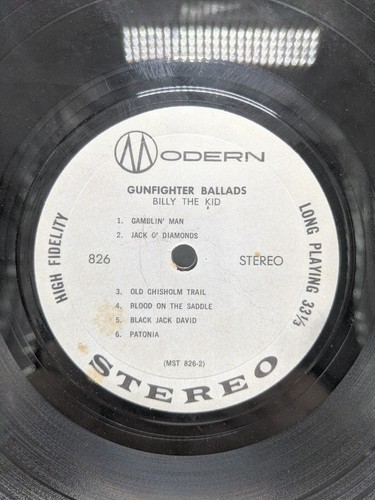 MODERN
GUNFIGHTER BALLADS
BILLY THE KID
1. GAMBLIN' MAN
2. JACK O' DIAMONDS
826
STEREO
HIGH FIDELITY
LONG PLAYING 33⅓
3. OLD CHISHOLM TRAIL
4. BLOOD ON THE SADDLE
5. BLACK JACK DAVID
6. PATONIA
(MST 826-2)
STEREO